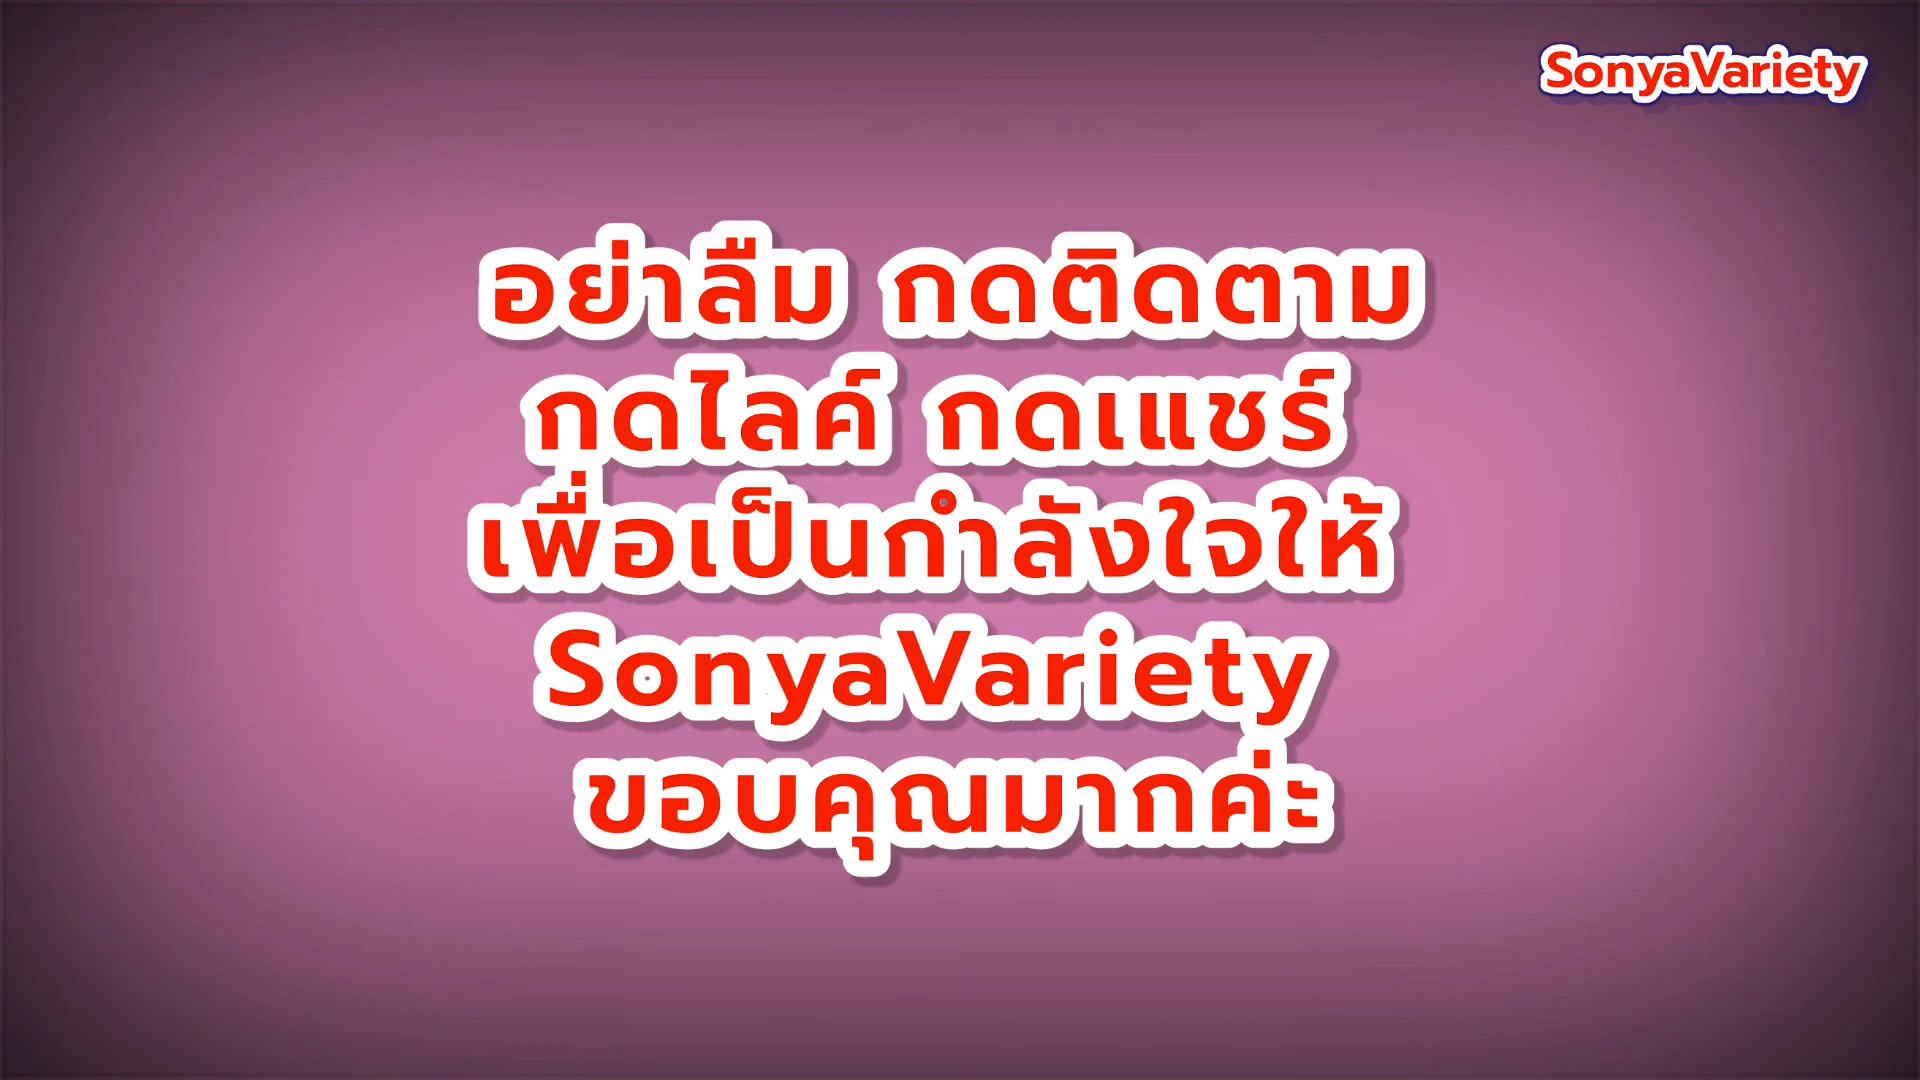 SonyaVariety
อย่าลืม กดติดตาม
กดไลค์ กดแชร์
เพื่อเป็นกำลังใจให้
SonyaVariety
ขอบคุณมากค่ะ